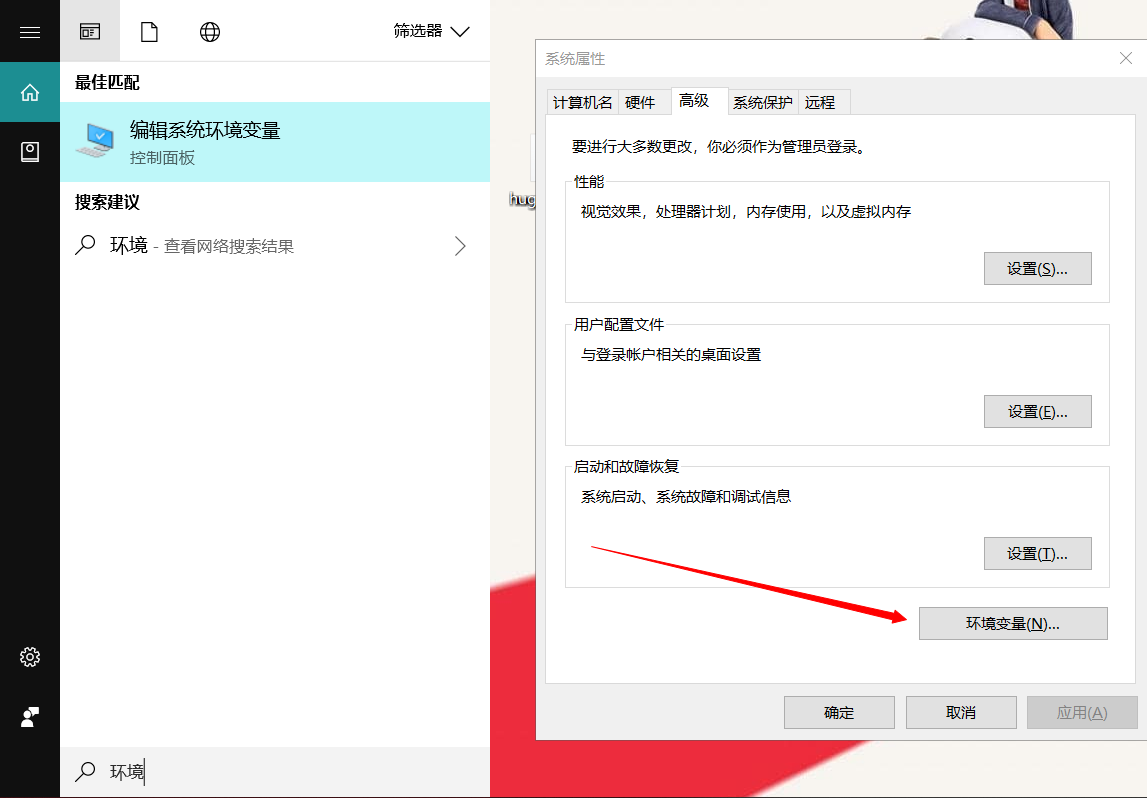 筛选器
最佳匹配
编辑系统环境变量
控制面板
搜索建议
环境 - 查看网络搜索结果
环境
hug
系统属性
计算机名 硬件 高级 系统保护 远程
要进行大多数更改，你必须作为管理员登录。
性能
视觉效果，处理器计划，内存使用，以及虚拟内存
设置(S)...
用户配置文件
与登录帐户相关的桌面设置
设置(E)...
启动和故障恢复
系统启动、系统故障和调试信息
设置(T)...
环境变量(N)...
确定 取消 应用(A)